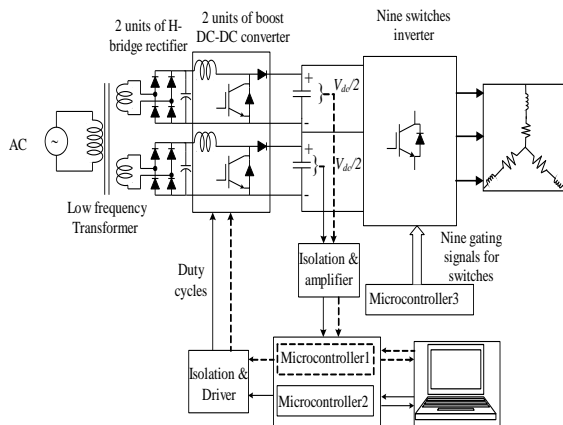 2 units of H-
bridge rectifier
2 units of boost
DC-DC converter
Nine switches
inverter
AC
~
Low frequency
Transformer
+
-
Vdc/2
+
-
Vdc/2
Duty
cycles
Isolation &
amplifier
Nine gating
signals for
switches
Microcontroller3
Isolation &
Driver
Microcontroller1
Microcontroller2